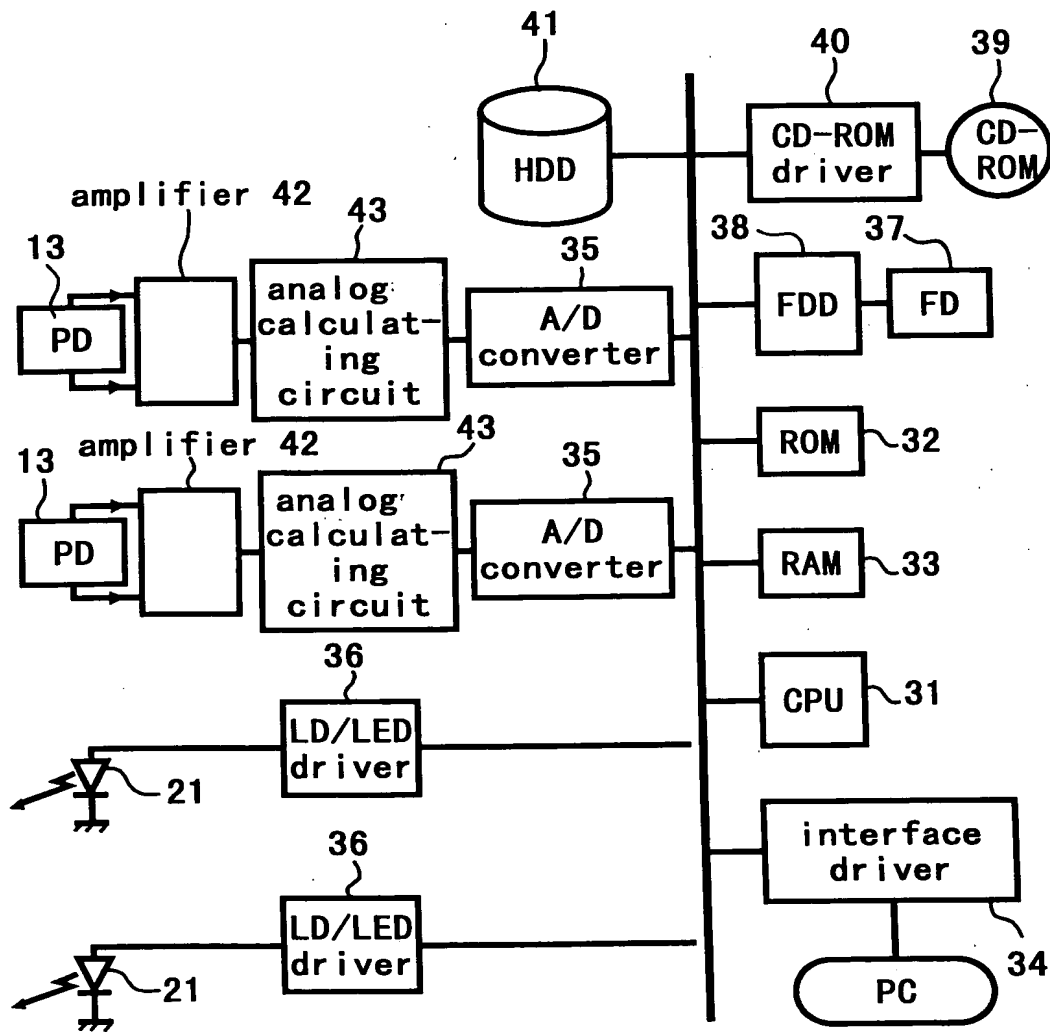 41
40
39
HDD
CD-ROM
driver
CD-
ROM
amplifier 42
43
38
37
13
35
PD
analog
calculat-
ing
circuit
A/D
converter
FDD
FD
amplifier 42
43
13
35
ROM
32
PD
analog
calculat-
ing
circuit
A/D
converter
RAM
33
36
LD/LED
driver
CPU
31
21
36
interface
driver
LD/LED
driver
34
21
PC